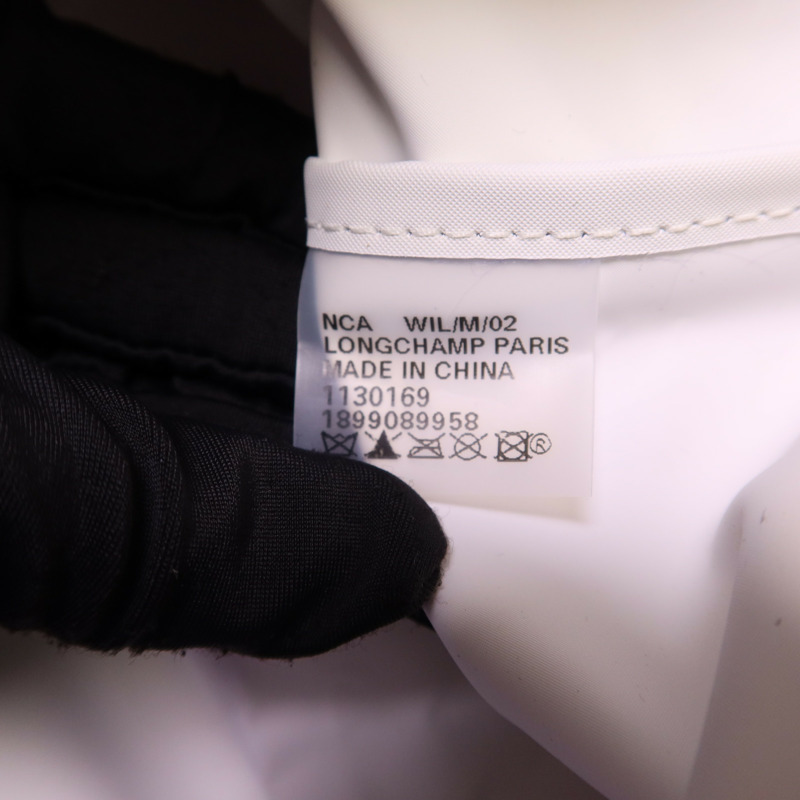 NCA WIL/M/02
LONGCHAMP PARIS
MADE IN CHINA
1130169
1899089958
®